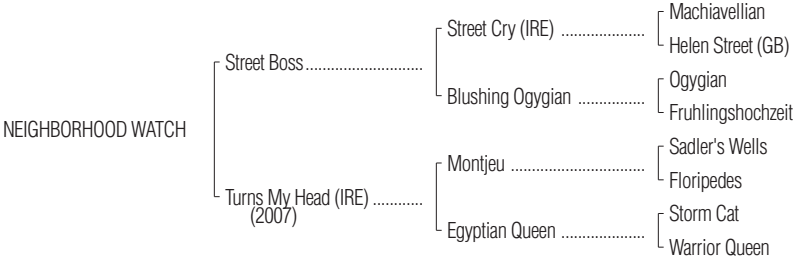 Machiavellian
Street Cry (IRE) ....................
Helen Street (GB)
Street Boss............................
Ogygian
Blushing Ogygian ................
Fruhlingshochzeit
NEIGHBORHOOD WATCH
Sadler's Wells
Montjeu ................................
Floripedes
Turns My Head (IRE) ............
(2007)
Storm Cat
Egyptian Queen ....................
Warrior Queen